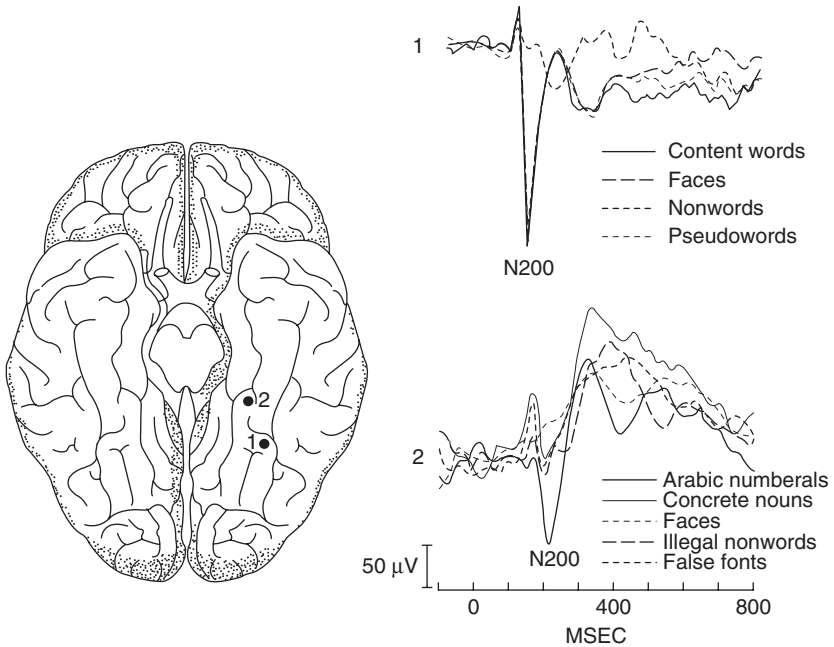 1
Content words
Faces
Nonwords
Pseudowords
N200
2
1
2
Arabic numberals
Concrete nouns
Faces
Illegal nonwords
False fonts
N200
50 μV
0 400 800
MSEC